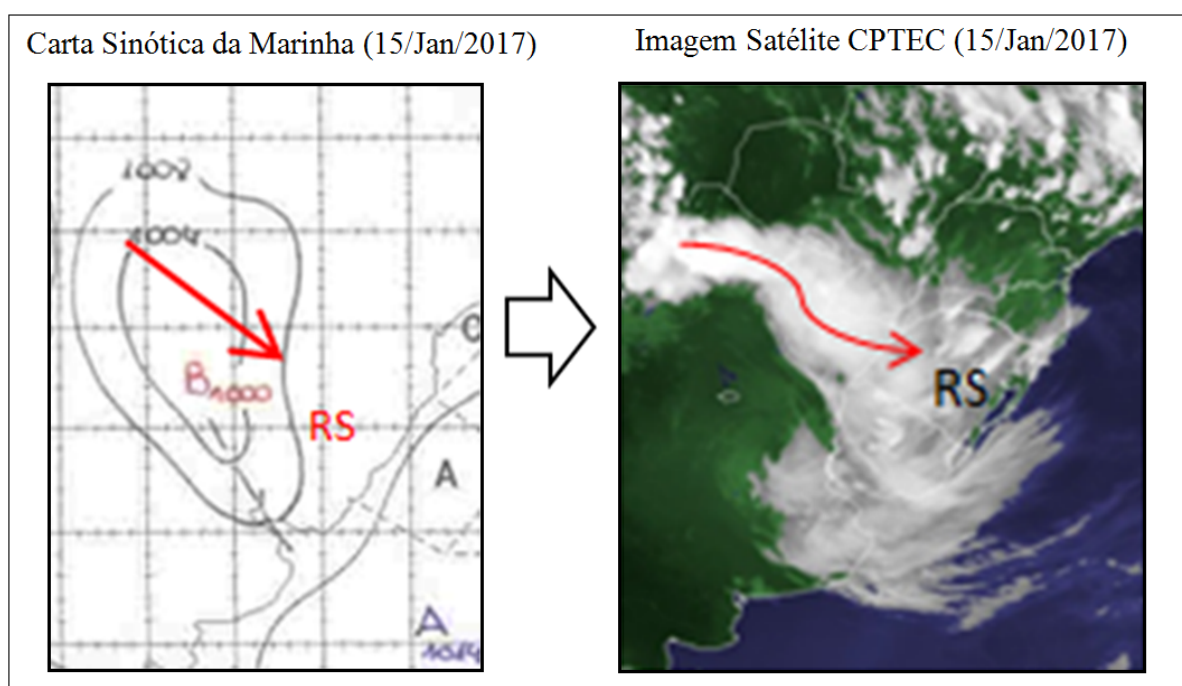 Carta Sinótica da Marinha (15/Jan/2017)
Imagem Satélite CPTEC (15/Jan/2017)
1008
1004
B1000
RS
A
A
RS